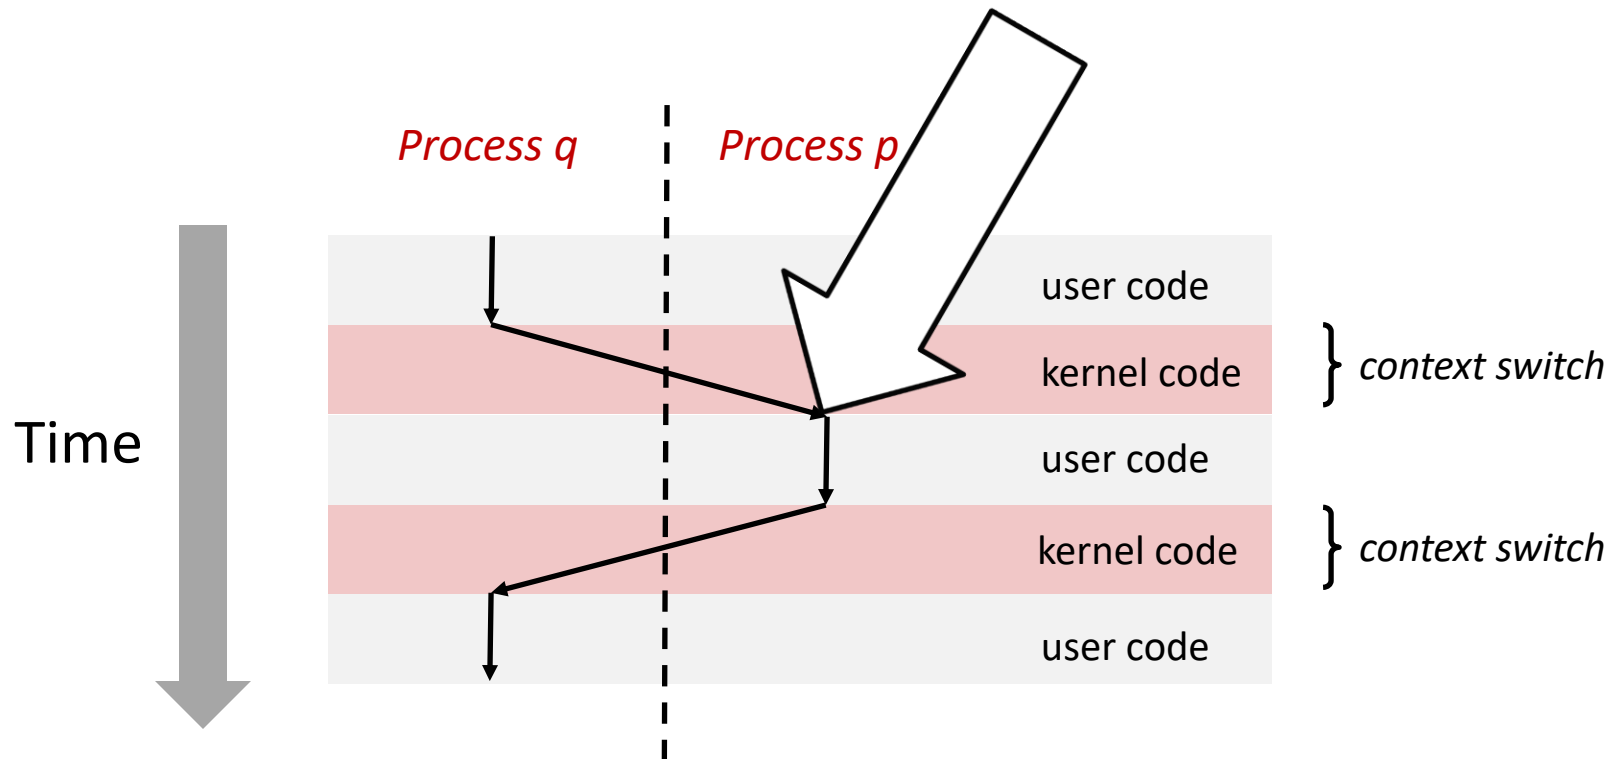 Process q
Process p
user code
kernel code
context switch
Time
user code
kernel code
context switch
user code